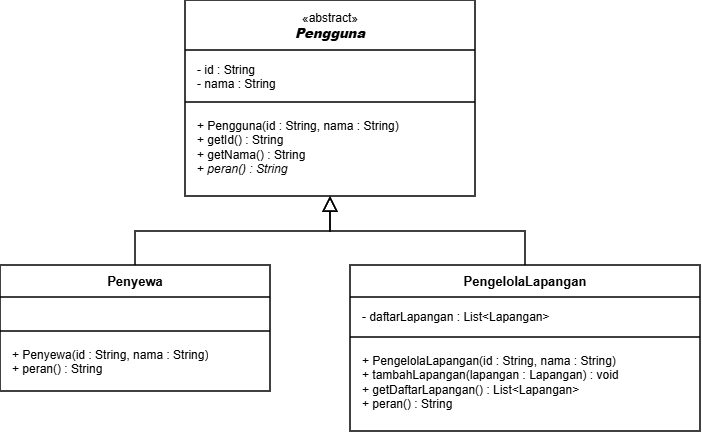 «abstract»
Pengguna
- id : String
- nama : String
+ Pengguna(id : String, nama : String)
+ getId() : String
+ getNama() : String
+ peran() : String
Penyewa
+ Penyewa(id : String, nama : String)
+ peran() : String
PengelolaLapangan
- daftarLapangan : List<Lapangan>
+ PengelolaLapangan(id : String, nama : String)
+ tambahLapangan(lapangan : Lapangan) : void
+ getDaftarLapangan() : List<Lapangan>
+ peran() : String